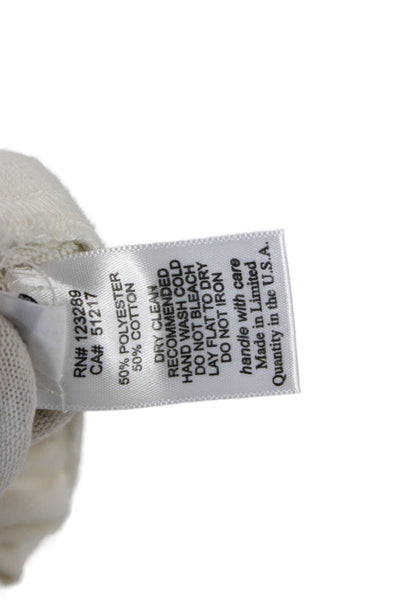 RN# 123289
CA# 51217
50% POLYESTER
50% COTTON
DRY CLEAN
RECOMMENDED
HAND WASH COLD
DO NOT BLEACH
LAY FLAT TO DRY
DO NOT IRON
handle with care
Made in Limited
Quantity in the U.S.A.